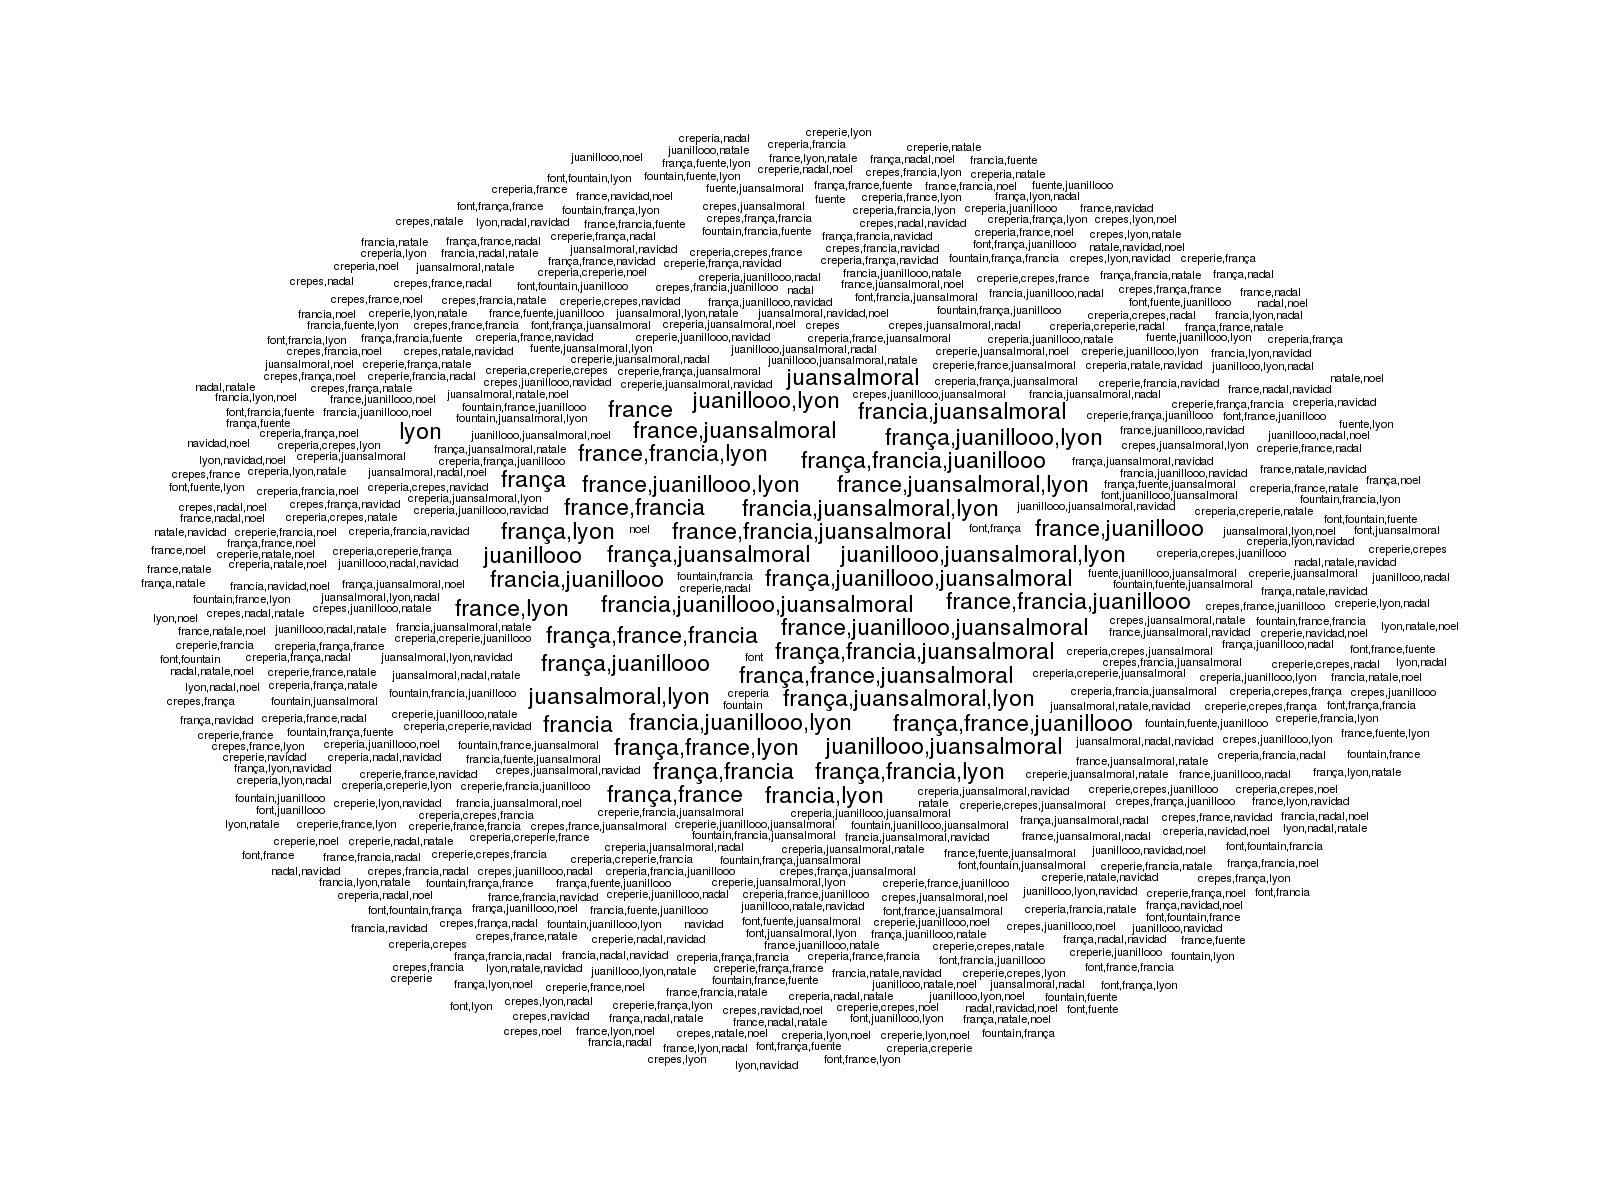 creperie,lyon
creperia,nadal
creperia,francia
creperie,natale
juanillooo,natale
juanillooo,noel
france,lyon,natale
frança,nadal,noel
francia,fuente
frança,fuente,lyon
creperie,nadal,noel
crepes,francia,lyon
creperia,natale
font,fountain,lyon
fountain,fuente,lyon
creperia,france
fuente,juansalmoral
frança,france,fuente
france,francia,noel
fuente,juanillooo
france,navidad,noel
fuente
creperia,france,lyon
frança,lyon,nadal
font,frança,france
fountain,frança,lyon
crepes,juansalmoral
creperia,francia,lyon
creperia,juanillooo
france,navidad
crepes,natale
lyon,nadal,navidad
france,francia,fuente
crepes,frança,francia
crepes,nadal,navidad
creperia,frança,lyon
crepes,lyon,noel
fountain,francia,fuente
creperia,france,noel
crepes,lyon,natale
francia,natale
frança,france,nadal
creperie,frança,nadal
frança,francia,navidad
font,frança,juanillooo
natale,navidad,noel
creperia,lyon
francia,nadal,natale
juansalmoral,navidad
creperia,crepes,france
crepes,francia,navidad
fountain,frança,francia
crepes,lyon,navidad
creperie,frança
creperia,noel
juansalmoral,natale
frança,france,navidad
creperie,frança,navidad
creperia,frança,navidad
creperia,creperie,noel
creperia,juanillooo,nadal
francia,juanillooo,natale
creperie,crepes,france
frança,francia,natale
frança,nadal
crepes,nadal
crepes,france,nadal
font,fountain,juanillooo
crepes,francia,juanillooo
nadal
france,juansalmoral,noel
francia,juanillooo,nadal
crepes,frança,france
france,nadal
crepes,france,noel
crepes,francia,natale
creperie,crepes,navidad
frança,juanillooo,navidad
font,francia,juansalmoral
font,fuente,juanillooo
nadal,noel
francia,noel
creperie,lyon,natale
france,fuente,juanillooo
juansalmoral,lyon,natale
juansalmoral,navidad,noel
fountain,frança,juanillooo
creperia,crepes,nadal
francia,lyon,nadal
francia,fuente,lyon
crepes,france,francia
font,frança,juansalmoral
creperia,juansalmoral,noel
crepes
crepes,juansalmoral,nadal
creperia,creperie,nadal
frança,france,natale
font,francia,lyon
frança,francia,fuente
creperia,france,navidad
creperie,juanillooo,navidad
creperia,france,juansalmoral
creperia,juanillooo,natale
fuente,juanillooo,lyon
creperia,frança
crepes,francia,noel
crepes,natale,navidad
fuente,juansalmoral,lyon
juanillooo,juansalmoral,nadal
creperie,juansalmoral,noel
creperie,juanillooo,lyon
francia,lyon,navidad
juansalmoral,noel
creperie,frança,natale
creperie,juansalmoral,nadal
juanillooo,juansalmoral,natale
creperie,france,juansalmoral
creperia,natale,navidad
juanillooo,lyon,nadal
crepes,frança,noel
creperie,francia,nadal
creperia,creperie,crepes
creperie,frança,juansalmoral
juansalmoral
creperia,frança,juansalmoral
creperie,francia,navidad
natale,noel
nadal,natale
crepes,frança,natale
crepes,juanillooo,navidad
creperie,juansalmoral,navidad
france,nadal,navidad
francia,lyon,noel
france,juanillooo,noel
juansalmoral,natale,noel
juanillooo,lyon
crepes,juanillooo,juansalmoral
francia,juansalmoral,nadal
creperie,frança,francia
creperia,navidad
font,francia,fuente
francia,juanillooo,noel
fountain,france,juanillooo
france
francia,juansalmoral
creperie,frança,juanillooo
font,france,juanillooo
frança,fuente
fountain,juansalmoral,lyon
fuente,lyon
creperia,frança,noel
lyon
juanillooo,juansalmoral,noel
france,juansalmoral
frança,juanillooo,lyon
france,juanillooo,navidad
juanillooo,nadal,noel
navidad,noel
creperia,crepes,lyon
frança,juansalmoral,natale
crepes,juansalmoral,lyon
creperie,france,nadal
lyon,navidad,noel
creperia,juansalmoral
creperia,frança,juanillooo
france,francia,lyon
frança,francia,juanillooo
frança,juansalmoral,navidad
france,natale,navidad
crepes,france
creperia,lyon,natale
juansalmoral,nadal,noel
frança
france,juanillooo,lyon
france,juansalmoral,lyon
francia,juanillooo,navidad
frança,fuente,juansalmoral
frança,noel
font,fuente,lyon
creperia,francia,noel
creperia,crepes,navidad
creperia,juansalmoral,lyon
font,juanillooo,juansalmoral
creperia,france,natale
fountain,francia,lyon
crepes,nadal,noel
crepes,frança,navidad
creperia,juanillooo,navidad
france,francia
francia,juansalmoral,lyon
juanillooo,juansalmoral,navidad
creperia,crepes,natale
france,nadal,noel
creperia,crepes,natale
font,fountain,fuente
natale,navidad
creperie,francia,noel
creperia,francia,navidad
frança,lyon
noel
france,francia,juansalmoral
font,frança
france,juanillooo
juansalmoral,lyon,noel
font,juansalmoral
frança,france,noel
creperia,lyon,navidad
france,noel
creperie,natale,noel
creperia,creperie,frança
juanillooo
frança,juansalmoral
juanillooo,juansalmoral,lyon
creperia,crepes,juanillooo
creperie,crepes
creperia,natale,noel
juanillooo,nadal,navidad
nadal,natale,navidad
france,natale
francia,juanillooo
fountain,francia
frança,juanillooo,juansalmoral
fuente,juanillooo,juansalmoral
creperie,juansalmoral
juanillooo,nadal
frança,natale
francia,navidad,noel
frança,juansalmoral,noel
creperie,nadal
fountain,fuente,juansalmoral
frança,natale,navidad
fountain,france,lyon
juansalmoral,lyon,nadal
france,lyon
francia,juanillooo,juansalmoral
france,francia,juanillooo
crepes,france,juanillooo
creperie,lyon,nadal
lyon,noel
crepes,nadal,natale
crepes,juanillooo,natale
crepes,juansalmoral,natale
fountain,france,francia
france,natale,noel
juanillooo,nadal,natale
francia,juansalmoral,natale
france,juanillooo,juansalmoral
france,juansalmoral,navidad
creperie,navidad,noel
lyon,natale,noel
creperie,francia
creperia,frança,france
creperia,creperie,juanillooo
frança,france,francia
frança,juanillooo,nadal
font,france,fuente
font,fountain
creperia,frança,nadal
juansalmoral,lyon,navidad
frança,juanillooo
font
frança,francia,juansalmoral
creperia,crepes,juansalmoral
crepes,francia,juansalmoral
creperie,crepes,nadal
lyon,nadal
nadal,natale,noel
creperie,france,natale
juansalmoral,nadal,natale
frança,france,juansalmoral
creperie,crepes,juansalmoral
creperia,juanillooo,lyon
francia,natale,noel
lyon,nadal,noel
creperia,frança,natale
fountain,francia,juanillooo
juansalmoral,lyon
creperia
frança,juansalmoral,lyon
creperia,francia,juansalmoral
creperia,crepes,frança
crepes,juanillooo
crepes,frança
fountain,juansalmoral
fountain
juansalmoral,natale,navidad
creperie,crepes,frança
font,frança,francia
frança,navidad
creperia,france,nadal
creperie,juanillooo,natale
creperia,creperie,navidad
francia
francia,juanillooo,lyon
frança,france,juanillooo
fountain,fuente,juanillooo
creperie,francia,lyon
creperie,france
fountain,frança,fuente
france,fuente,lyon
crepes,france,lyon
creperia,juanillooo,noel
fountain,france,juansalmoral
frança,france,lyon
juanillooo,juansalmoral
juansalmoral,nadal,navidad
crepes,juanillooo,lyon
creperie,navidad
creperia,nadal,navidad
francia,fuente,juansalmoral
france,juansalmoral,natale
creperia,francia,nadal
fountain,france
frança,lyon,navidad
creperie,france,navidad
crepes,juansalmoral,navidad
frança,francia
frança,francia,lyon
creperie,juansalmoral,natale
france,juanillooo,nadal
frança,lyon,natale
creperia,lyon,nadal
creperia,creperie,lyon
creperie,francia,juanillooo
frança,france
francia,lyon
creperia,juansalmoral,navidad
creperie,crepes,juanillooo
creperia,crepes,noel
fountain,juanillooo
creperie,lyon,navidad
francia,juansalmoral,noel
natale
creperie,crepes,juansalmoral
crepes,frança,juanillooo
france,lyon,navidad
font,juanillooo
creperia,crepes,francia
creperie,francia,juansalmoral
creperia,juanillooo,juansalmoral
frança,juansalmoral,nadal
crepes,france,navidad
francia,nadal,noel
lyon,natale
creperie,france,lyon
creperie,france,francia
crepes,france,juansalmoral
creperie,juanillooo,juansalmoral
fountain,juanillooo,juansalmoral
creperia,navidad,noel
lyon,nadal,natale
fountain,francia,juansalmoral
francia,juansalmoral,navidad
france,juansalmoral,nadal
creperie,noel
creperie,nadal,natale
creperia,creperie,france
creperia,juansalmoral,nadal
creperia,juansalmoral,natale
france,fuente,juansalmoral
juanillooo,navidad,noel
font,fountain,francia
font,france
france,francia,nadal
creperie,crepes,francia
creperia,creperie,francia
fountain,frança,juansalmoral
font,fountain,juansalmoral
creperie,francia,natale
frança,francia,noel
nadal,navidad
crepes,francia,nadal
crepes,juanillooo,nadal
creperia,francia,juanillooo
crepes,frança,juansalmoral
creperie,natale,navidad
crepes,frança,lyon
francia,lyon,natale
fountain,frança,france
frança,fuente,juanillooo
creperie,juansalmoral,lyon
creperie,france,juanillooo
juanillooo,lyon,navidad
creperie,frança,noel
font,francia
creperia,nadal,noel
france,francia,navidad
creperie,juanillooo,nadal
creperia,france,juanillooo
crepes,juansalmoral,noel
font,fountain,frança
frança,juanillooo,noel
francia,fuente,juanillooo
juanillooo,natale,navidad
font,france,juansalmoral
creperia,francia,natale
frança,navidad,noel
font,fountain,france
francia,navidad
crepes,frança,nadal
fountain,juanillooo,lyon
navidad
font,fuente,juansalmoral
creperie,juanillooo,noel
crepes,juanillooo,noel
juanillooo,navidad
creperia,crepes
crepes,france,natale
creperie,nadal,navidad
font,juansalmoral,lyon
frança,juanillooo,natale
frança,nadal,navidad
france,fuente
france,juanillooo,natale
creperie,crepes,natale
creperie,juanillooo
fountain,lyon
frança,francia,nadal
francia,nadal,navidad
creperia,frança,francia
creperia,france,francia
font,francia,juanillooo
crepes,francia
lyon,natale,navidad
juanillooo,lyon,natale
creperie,frança,france
francia,natale,navidad
creperie,crepes,lyon
font,france,francia
creperie
fountain,france,fuente
frança,lyon,noel
creperie,france,noel
france,francia,natale
juanillooo,natale,noel
juansalmoral,nadal
font,frança,lyon
creperia,nadal,natale
juanillooo,lyon,noel
fountain,fuente
font,lyon
crepes,lyon,nadal
creperie,frança,lyon
crepes,navidad,noel
creperie,crepes,noel
nadal,navidad,noel
font,fuente
crepes,navidad
frança,nadal,natale
france,nadal,natale
font,juanillooo,lyon
frança,natale,noel
crepes,noel
france,lyon,noel
crepes,natale,noel
creperia,lyon,noel
creperie,lyon,noel
fountain,frança
francia,nadal
france,lyon,nadal
font,frança,fuente
creperia,creperie
crepes,lyon
font,france,lyon
lyon,navidad